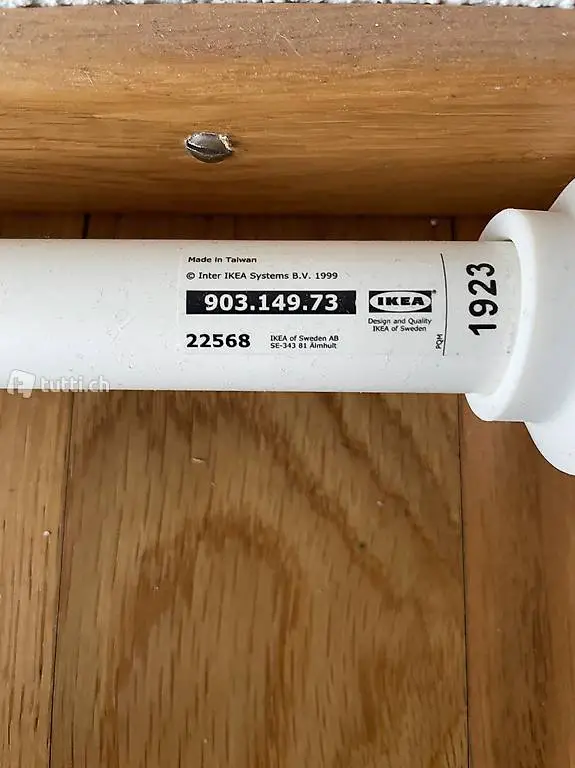 Made in Taiwan
© Inter IKEA Systems B.V. 1999
903.149.73
IKEA®
Design and Quality
IKEA of Sweden
22568
IKEA of Sweden AB
SE-343 81 Älmhult
PQM
1923
tutti.ch